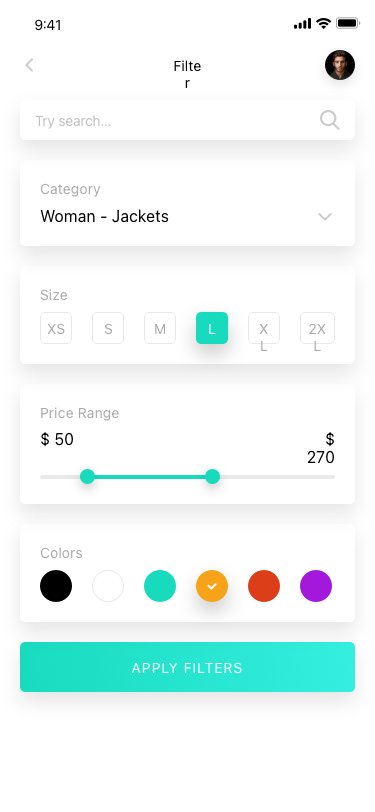 9:41
Filte
r
Try search...
Category
Woman - Jackets
Size
XS S M L X 2X
L L
Price Range
$ 50 $
270
Colors
APPLY FILTERS